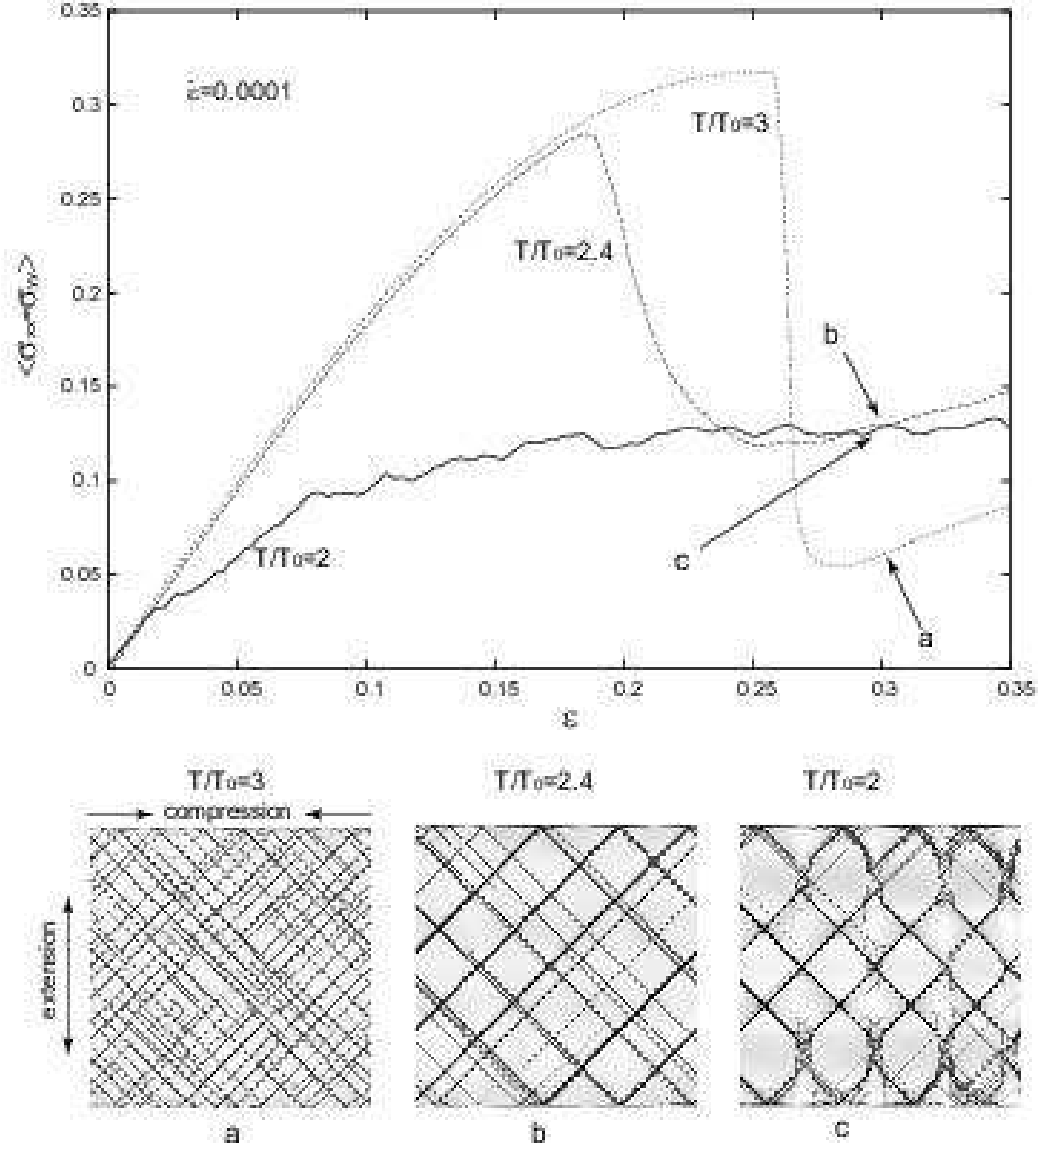 0.35
ε̇=0.0001
0.3
T/T₀=3
0.25
T/T₀=2.4
0.2
b
0.15
0.1
c
T/T₀=2
0.05
a
0
0 0.05 0.1 0.15 0.2 0.25 0.3 0.35
ε
T/T₀=3 T/T₀=2.4 T/T₀=2
compression
extension
a b c